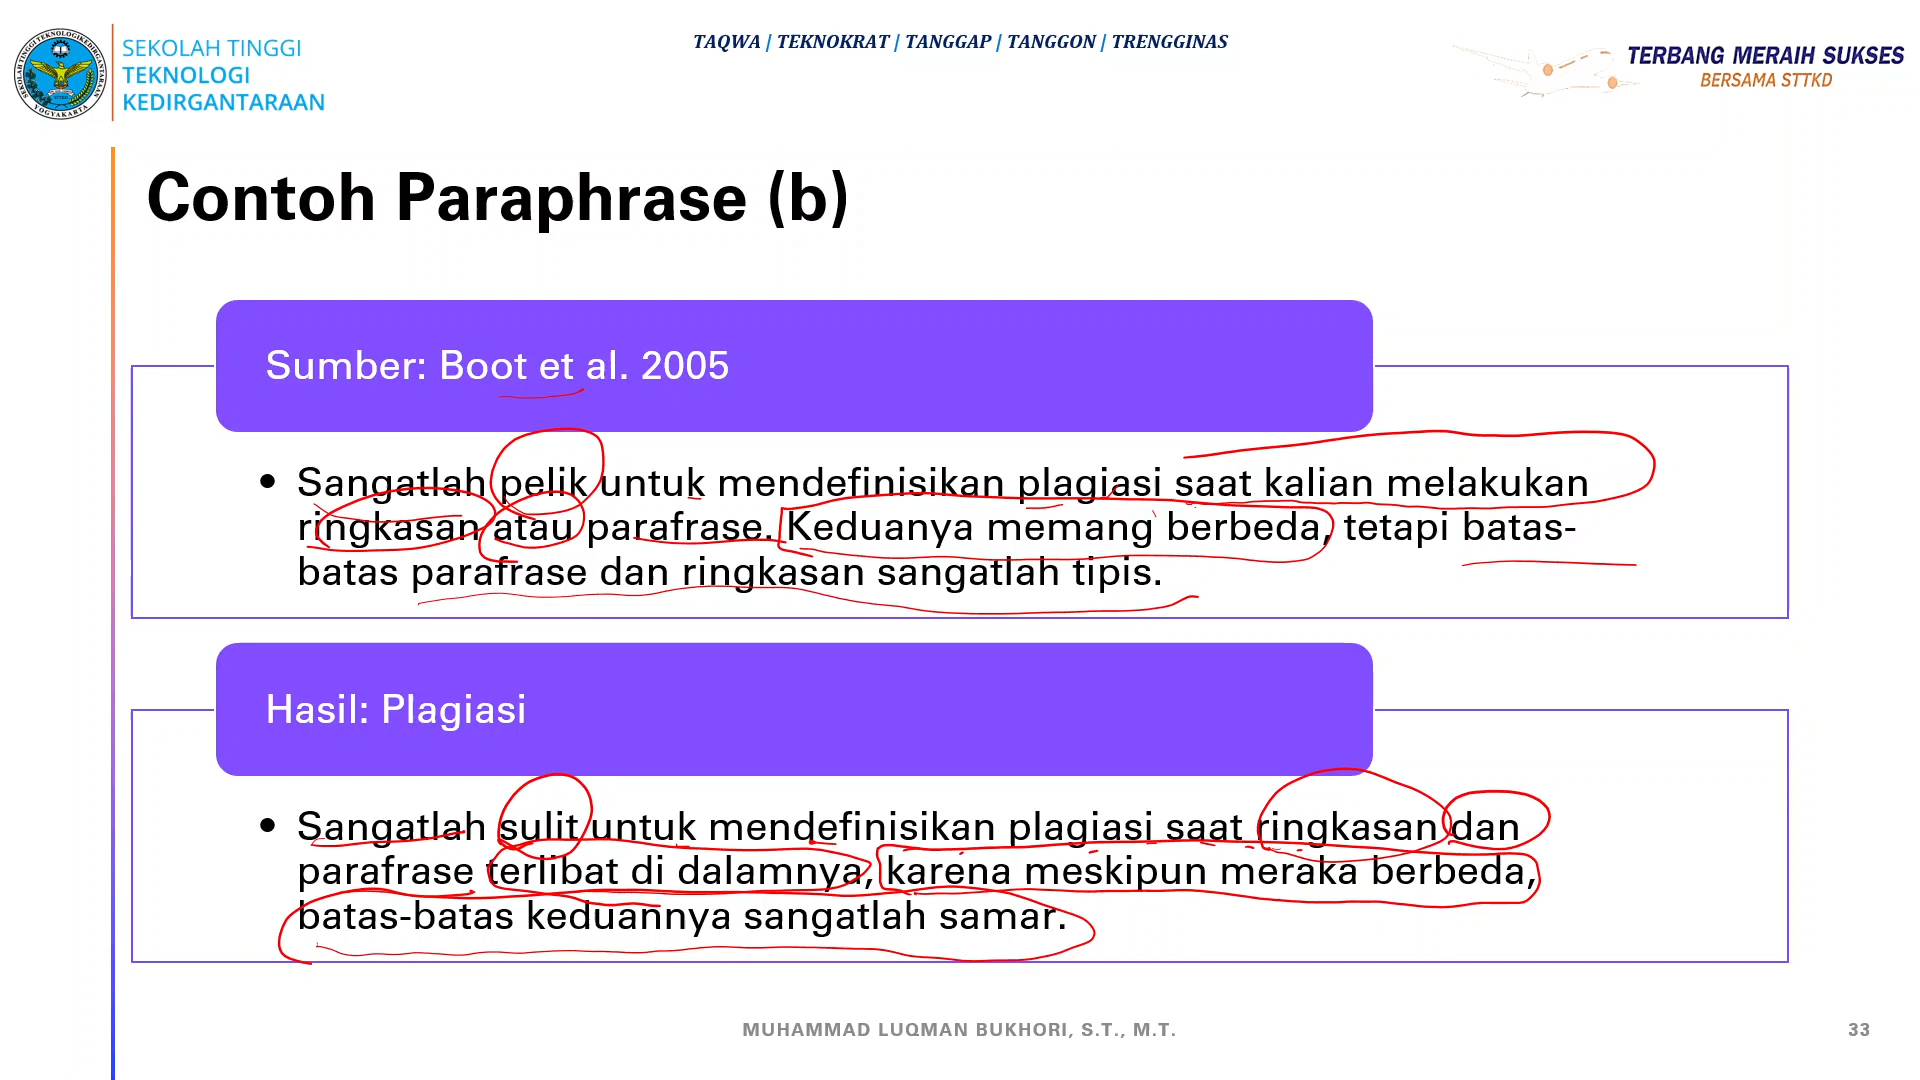 SEKOLAH TINGGI
TEKNOLOGI
KEDIRGANTARAAN
TAQWA | TEKNOKRAT | TANGGAP | TANGGON | TRENGGINAS
TERBANG MERAIH SUKSES
BERSAMA STTKD
Contoh Paraphrase (b)
Sumber: Boot et al. 2005
• Sangatlah pelik untuk mendefinisikan plagiasi saat kalian melakukan
ringkasan atau parafrase. Keduanya memang berbeda, tetapi batas-
batas parafrase dan ringkasan sangatlah tipis.
Hasil: Plagiasi
• Sangatlah sulit untuk mendefinisikan plagiasi saat ringkasan dan
parafrase terlibat di dalamnya, karena meskipun meraka berbeda,
batas-batas keduannya sangatlah samar.
MUHAMMAD LUQMAN BUKHORI, S.T., M.T.
33